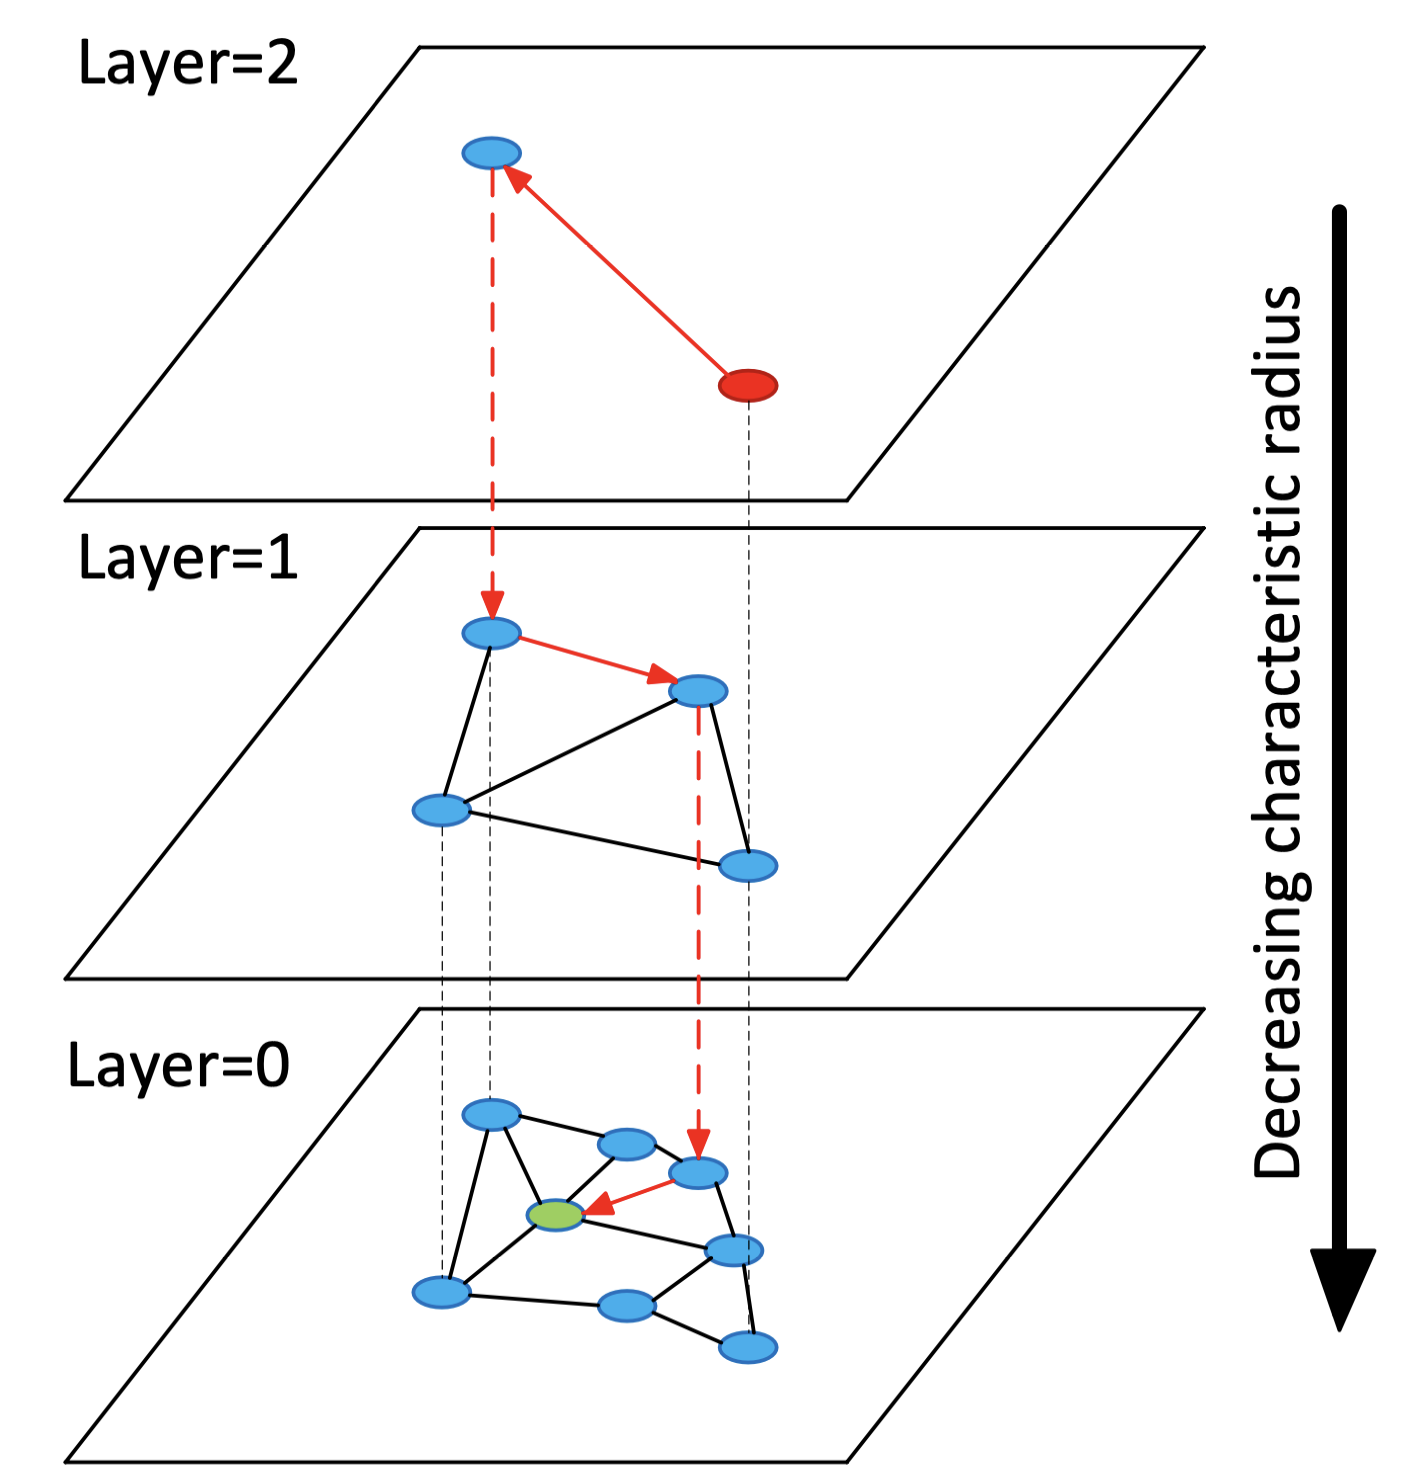 Layer=2
Layer=1
Layer=0
Decreasing characteristic radius